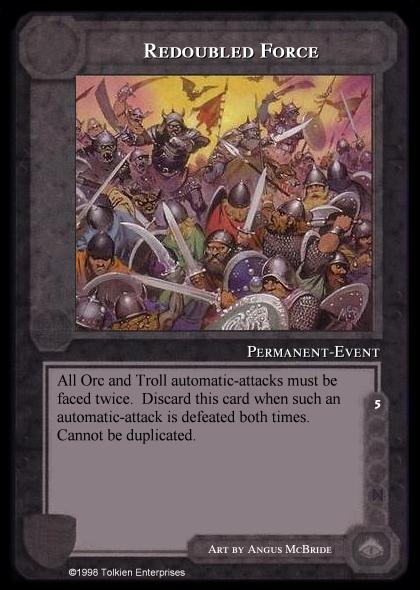 Redoubled Force
Permanent-Event
All Orc and Troll automatic-attacks must be
faced twice.  Discard this card when such an
automatic-attack is defeated both times.
Cannot be duplicated.
5
N
Art by Angus McBride
©1998 Tolkien Enterprises